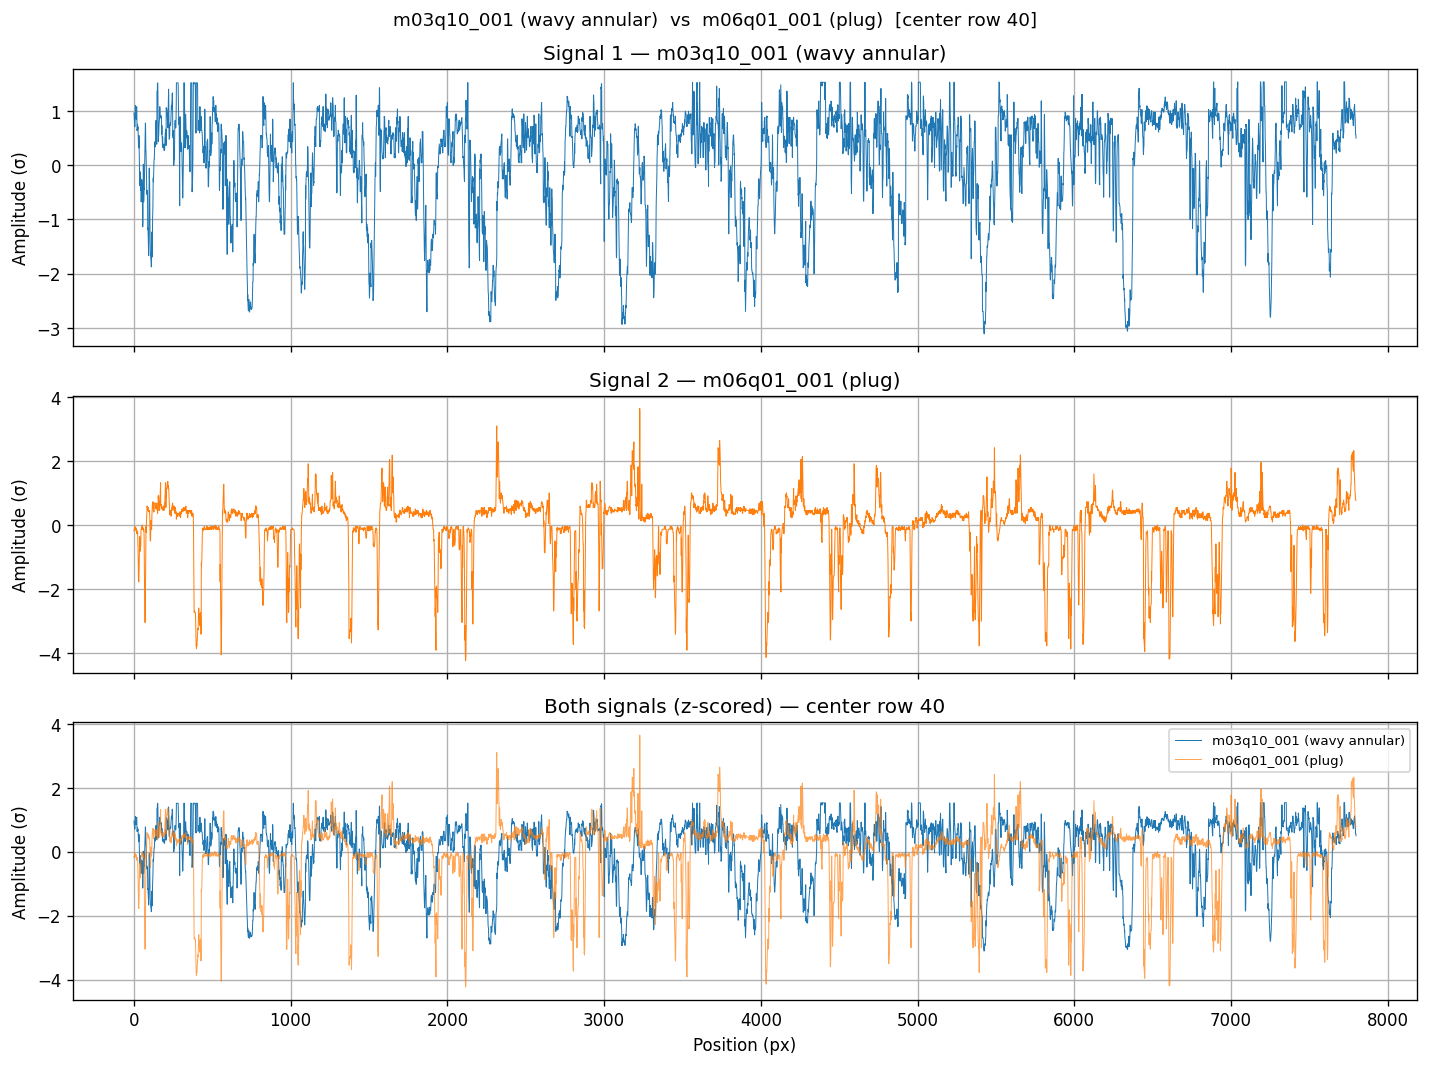 m03q10_001 (wavy annular)  vs  m06q01_001 (plug)  [center row 40]
Signal 1 — m03q10_001 (wavy annular)
Amplitude (σ)
1
0
−1
−2
−3
Signal 2 — m06q01_001 (plug)
Amplitude (σ)
4
2
0
−2
−4
Both signals (z-scored) — center row 40
Amplitude (σ)
4
2
0
−2
−4
m03q10_001 (wavy annular)
m06q01_001 (plug)
0 1000 2000 3000 4000 5000 6000 7000 8000
Position (px)